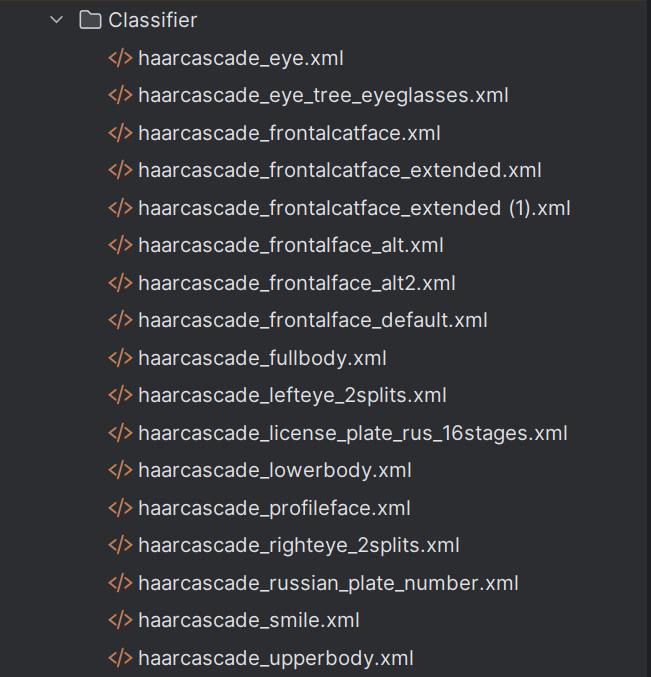 Classifier
haarcascade_eye.xml
haarcascade_eye_tree_eyeglasses.xml
haarcascade_frontalcatface.xml
haarcascade_frontalcatface_extended.xml
haarcascade_frontalcatface_extended (1).xml
haarcascade_frontalface_alt.xml
haarcascade_frontalface_alt2.xml
haarcascade_frontalface_default.xml
haarcascade_fullbody.xml
haarcascade_lefteye_2splits.xml
haarcascade_license_plate_rus_16stages.xml
haarcascade_lowerbody.xml
haarcascade_profileface.xml
haarcascade_righteye_2splits.xml
haarcascade_russian_plate_number.xml
haarcascade_smile.xml
haarcascade_upperbody.xml